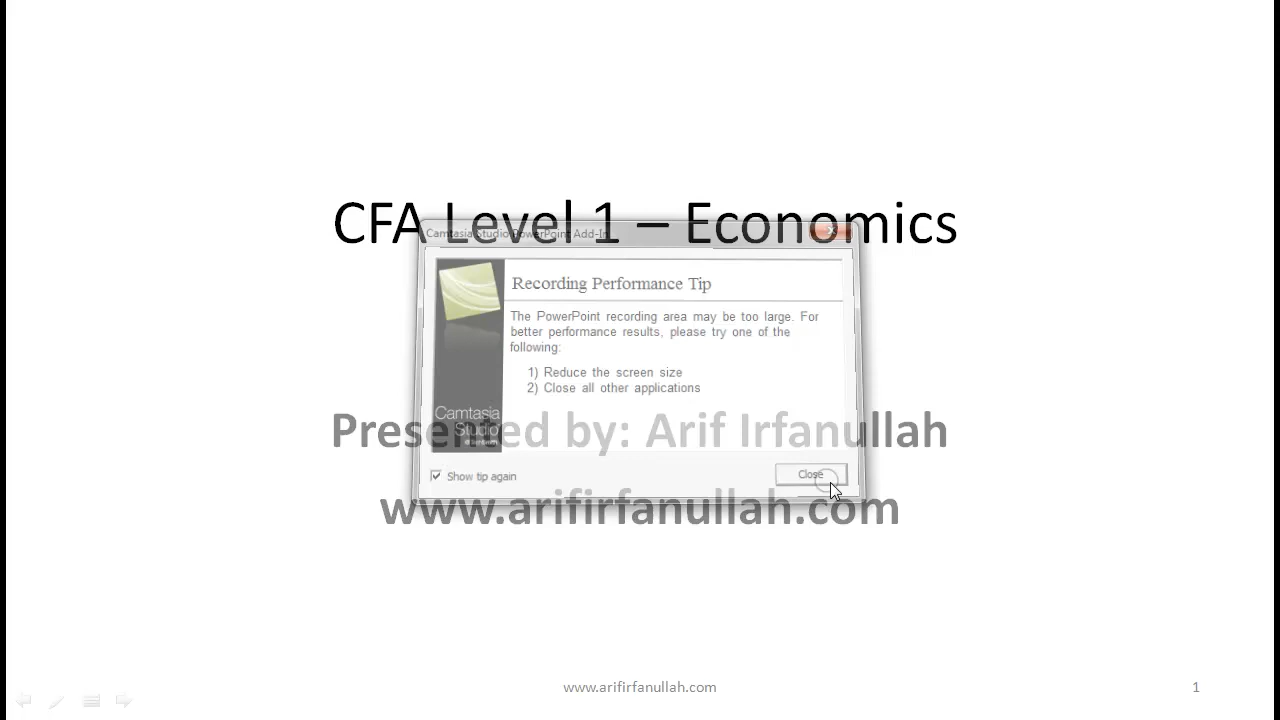 CFA Level 1 – Economics
Camtasia Studio PowerPoint Add-In
Recording Performance Tip
The PowerPoint recording area may be too large. For
better performance results, please try one of the
following:
1) Reduce the screen size
2) Close all other applications
Camtasia
Studio
Presented by: Arif Irfanullah
Show tip again
Close
www.arifirfanullah.com
www.arifirfanullah.com
1